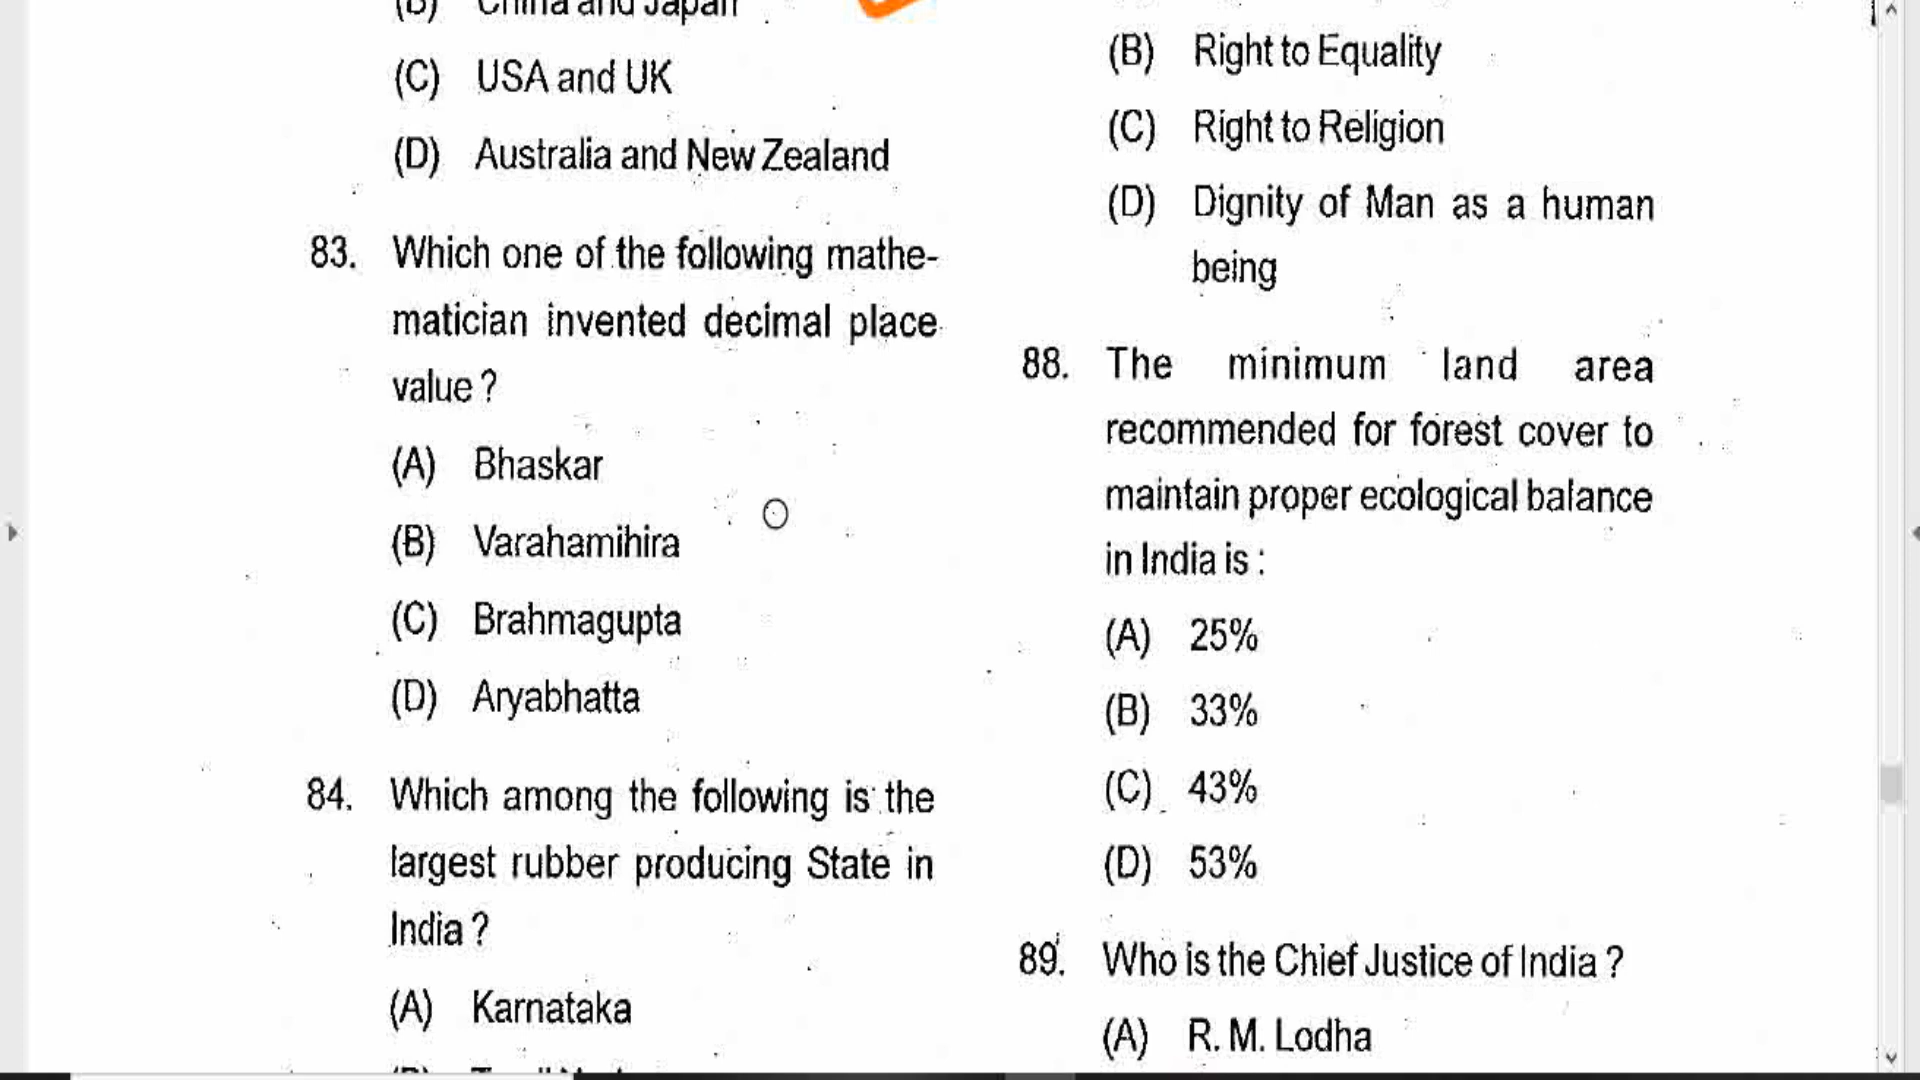 (B) China and Japan
(C) USA and UK
(D) Australia and New Zealand
83. Which one of the following mathe-
matician invented decimal place
value ?
(A) Bhaskar
(B) Varahamihira
(C) Brahmagupta
(D) Aryabhatta
84. Which among the following is the
largest rubber producing State in
India ?
(A) Karnataka
(B) Right to Equality
(C) Right to Religion
(D) Dignity of Man as a human
being
88. The minimum land area
recommended for forest cover to
maintain proper ecological balance
in India is :
(A) 25%
(B) 33%
(C) 43%
(D) 53%
89. Who is the Chief Justice of India ?
(A) R. M. Lodha